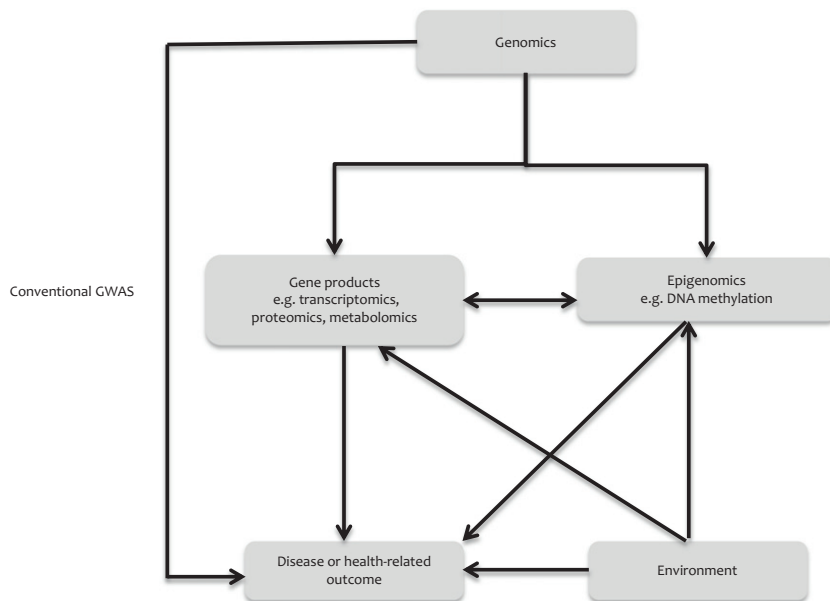 Genomics
Conventional GWAS
Gene products
e.g. transcriptomics,
proteomics, metabolomics
Epigenomics
e.g. DNA methylation
Disease or health-related
outcome
Environment